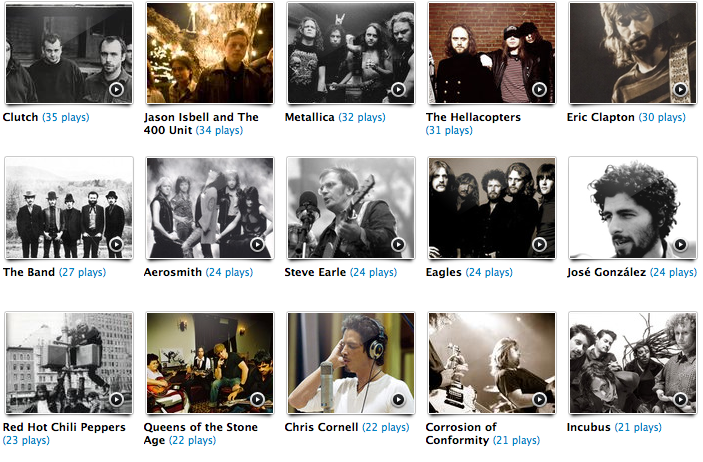 Clutch (35 plays)
Jason Isbell and The
400 Unit (34 plays)
Metallica (32 plays)
The Hellacopters
(31 plays)
Eric Clapton (30 plays)
The Band (27 plays)
Aerosmith (24 plays)
Steve Earle (24 plays)
Eagles (24 plays)
José González (24 plays)
Red Hot Chili Peppers
(23 plays)
Queens of the Stone
Age (22 plays)
Chris Cornell (22 plays)
Corrosion of
Conformity (21 plays)
Incubus (21 plays)